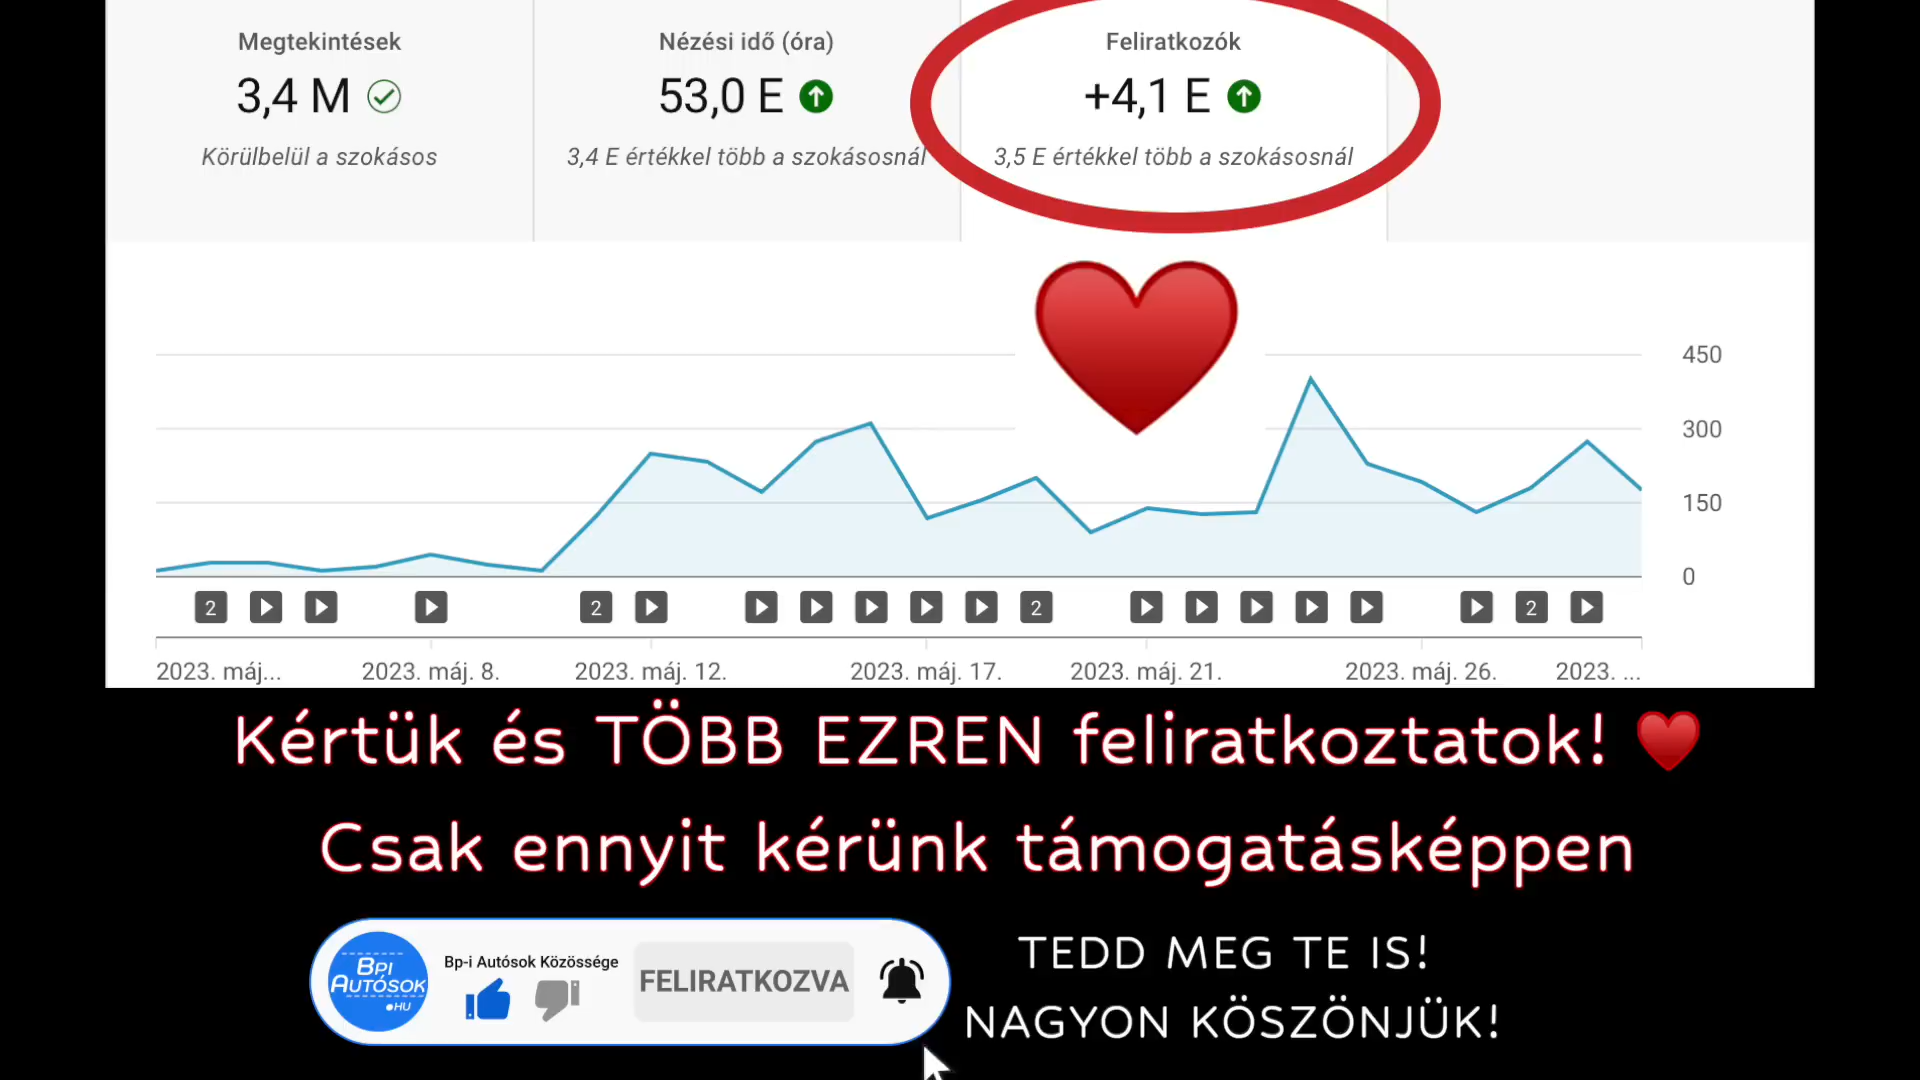 Megtekintések Nézési idő (óra) Feliratkozók
3,4 M 53,0 E +4,1 E
Körülbelül a szokásos 3,4 E értékkel több a szokásosnál 3,5 E értékkel több a szokásosnál
450
300
150
0
2 2 2 2
2023. máj... 2023. máj. 8. 2023. máj. 12. 2023. máj. 17. 2023. máj. 21. 2023. máj. 26. 2023. ...
Kértük és TÖBB EZREN feliratkoztatok!
Csak ennyit kérünk támogatásképpen
BPI
AUTÓSOK
.HU
Bp-i Autósok Közössége
FELIRATKOZVA
TEDD MEG TE IS!
NAGYON KÖSZÖNJÜK!